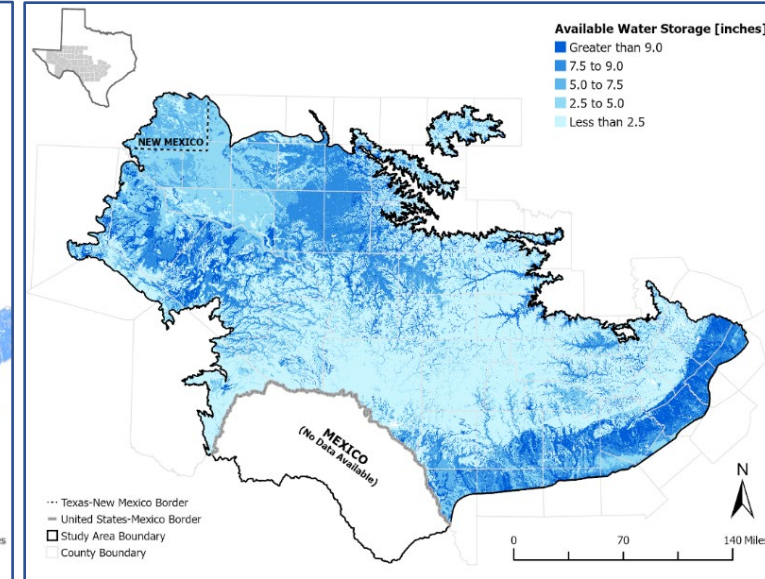 Available Water Storage [inches]
Greater than 9.0
7.5 to 9.0
5.0 to 7.5
2.5 to 5.0
Less than 2.5
NEW MEXICO
MEXICO
(No Data Available)
Texas-New Mexico Border
United States-Mexico Border
Study Area Boundary
County Boundary
N
0 70 140 Miles